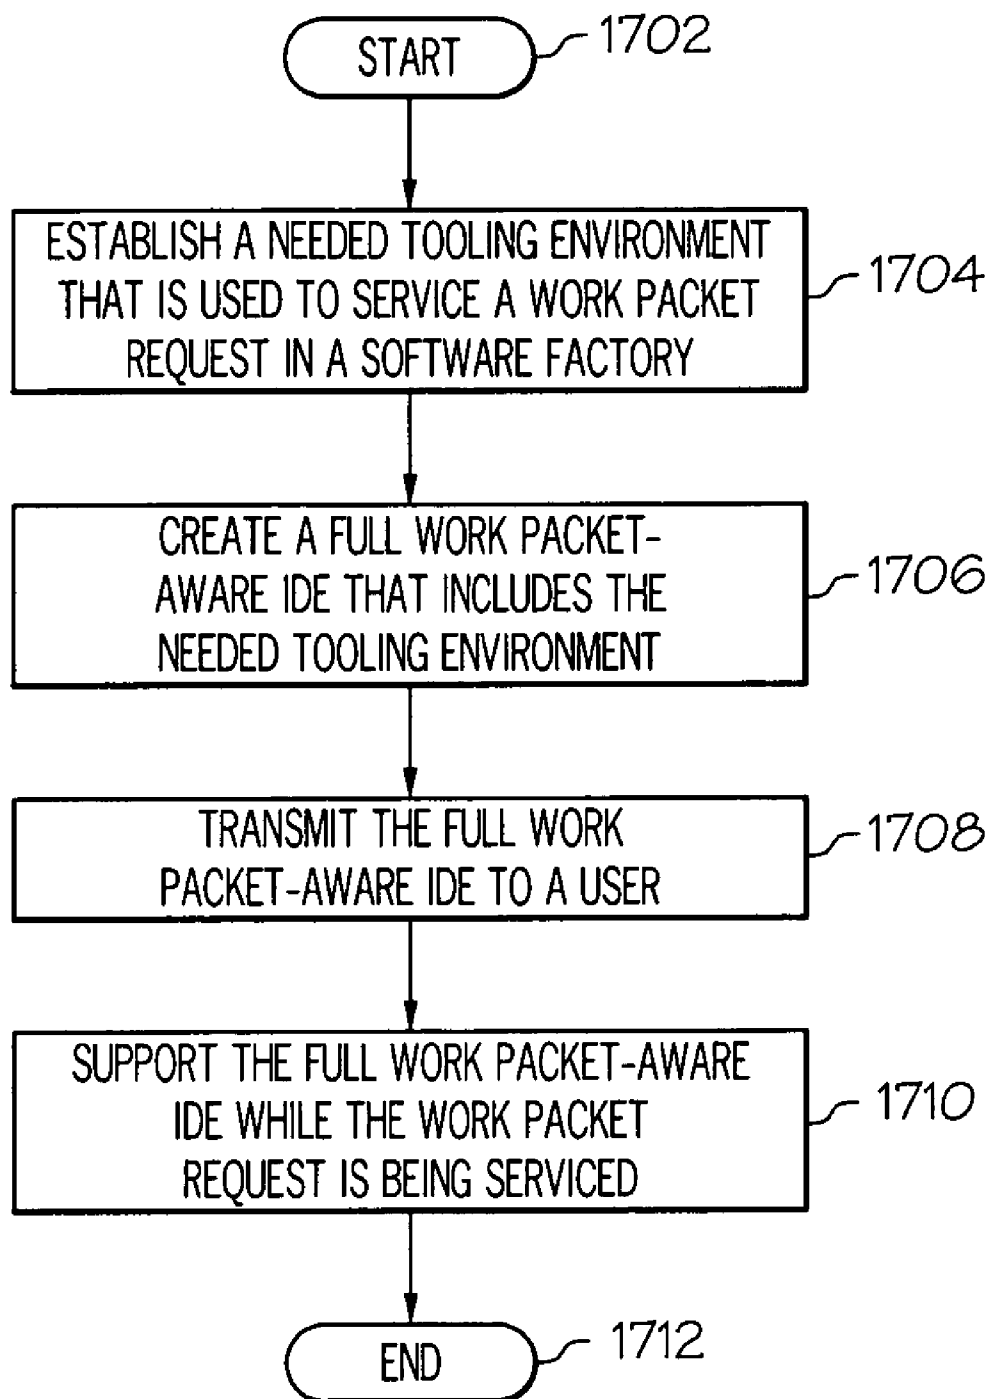 START
1702
ESTABLISH A NEEDED TOOLING ENVIRONMENT
THAT IS USED TO SERVICE A WORK PACKET
REQUEST IN A SOFTWARE FACTORY
1704
CREATE A FULL WORK PACKET-
AWARE IDE THAT INCLUDES THE
NEEDED TOOLING ENVIRONMENT
1706
TRANSMIT THE FULL WORK
PACKET-AWARE IDE TO A USER
1708
SUPPORT THE FULL WORK PACKET-AWARE
IDE WHILE THE WORK PACKET
REQUEST IS BEING SERVICED
1710
END
1712